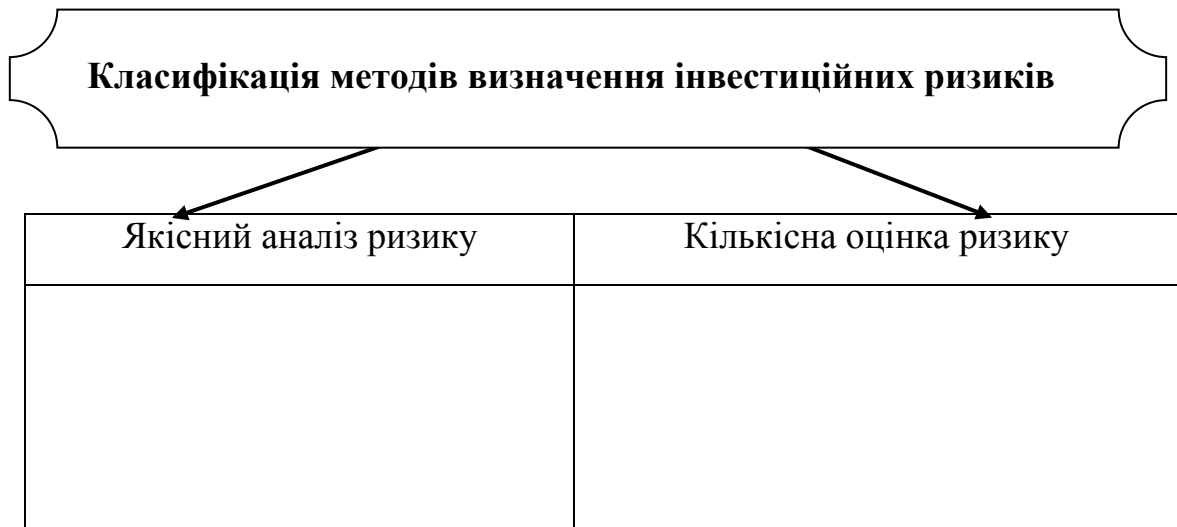 Класифікація методів визначення інвестиційних ризиків
Якісний аналіз ризику
Кількісна оцінка ризику